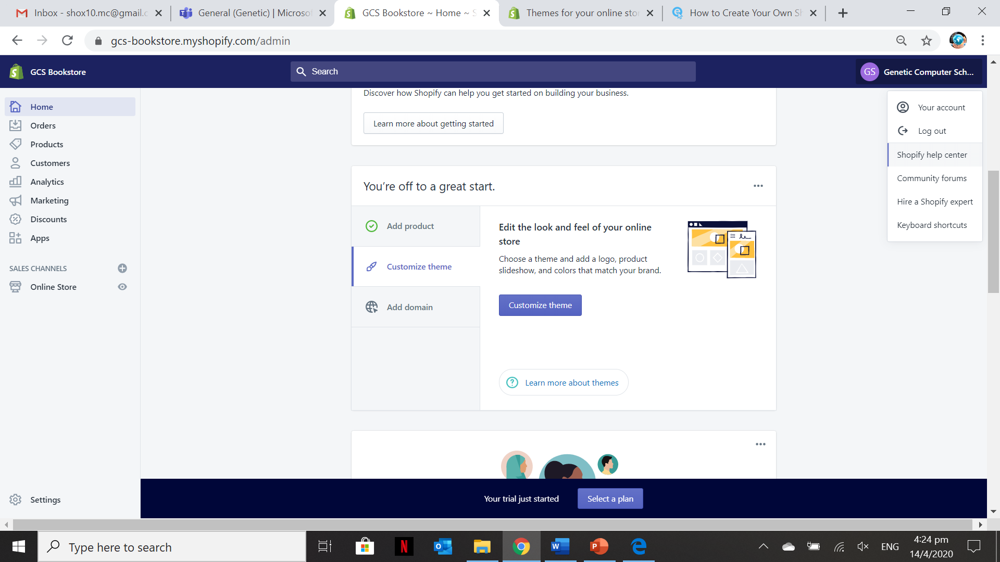 Inbox - shox10.mc@gmail.c
General (Genetic) | Microsof
GCS Bookstore ~ Home ~ S
Themes for your online stor
How to Create Your Own Sh
gcs-bookstore.myshopify.com/admin
GCS Bookstore
Search
GS
Genetic Computer Sch...
Home
Orders
Products
Customers
Analytics
Marketing
Discounts
Apps
SALES CHANNELS
Online Store
Settings
Discover how Shopify can help you get started on building your business.
Learn more about getting started
You're off to a great start.
Add product
Customize theme
Add domain
Edit the look and feel of your online
store
Choose a theme and add a logo, product
slideshow, and colors that match your brand.
Customize theme
Learn more about themes
Your account
Log out
Shopify help center
Community forums
Hire a Shopify expert
Keyboard shortcuts
Your trial just started
Select a plan
Type here to search
ENG
4:24 pm
14/4/2020